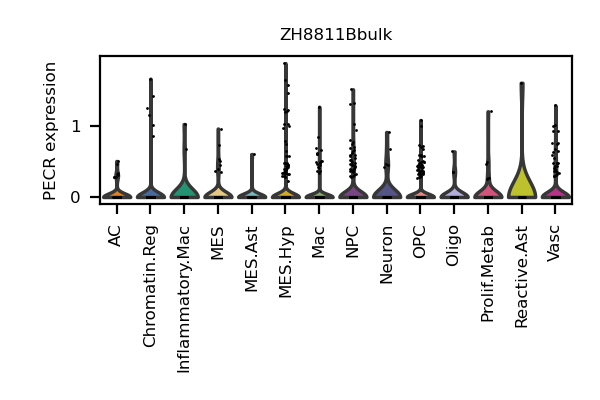 ZH8811Bbulk
PECR expression
1
0
AC
Chromatin.Reg
Inflammatory.Mac
MES
MES.Ast
MES.Hyp
Mac
NPC
Neuron
OPC
Oligo
Prolif.Metab
Reactive.Ast
Vasc